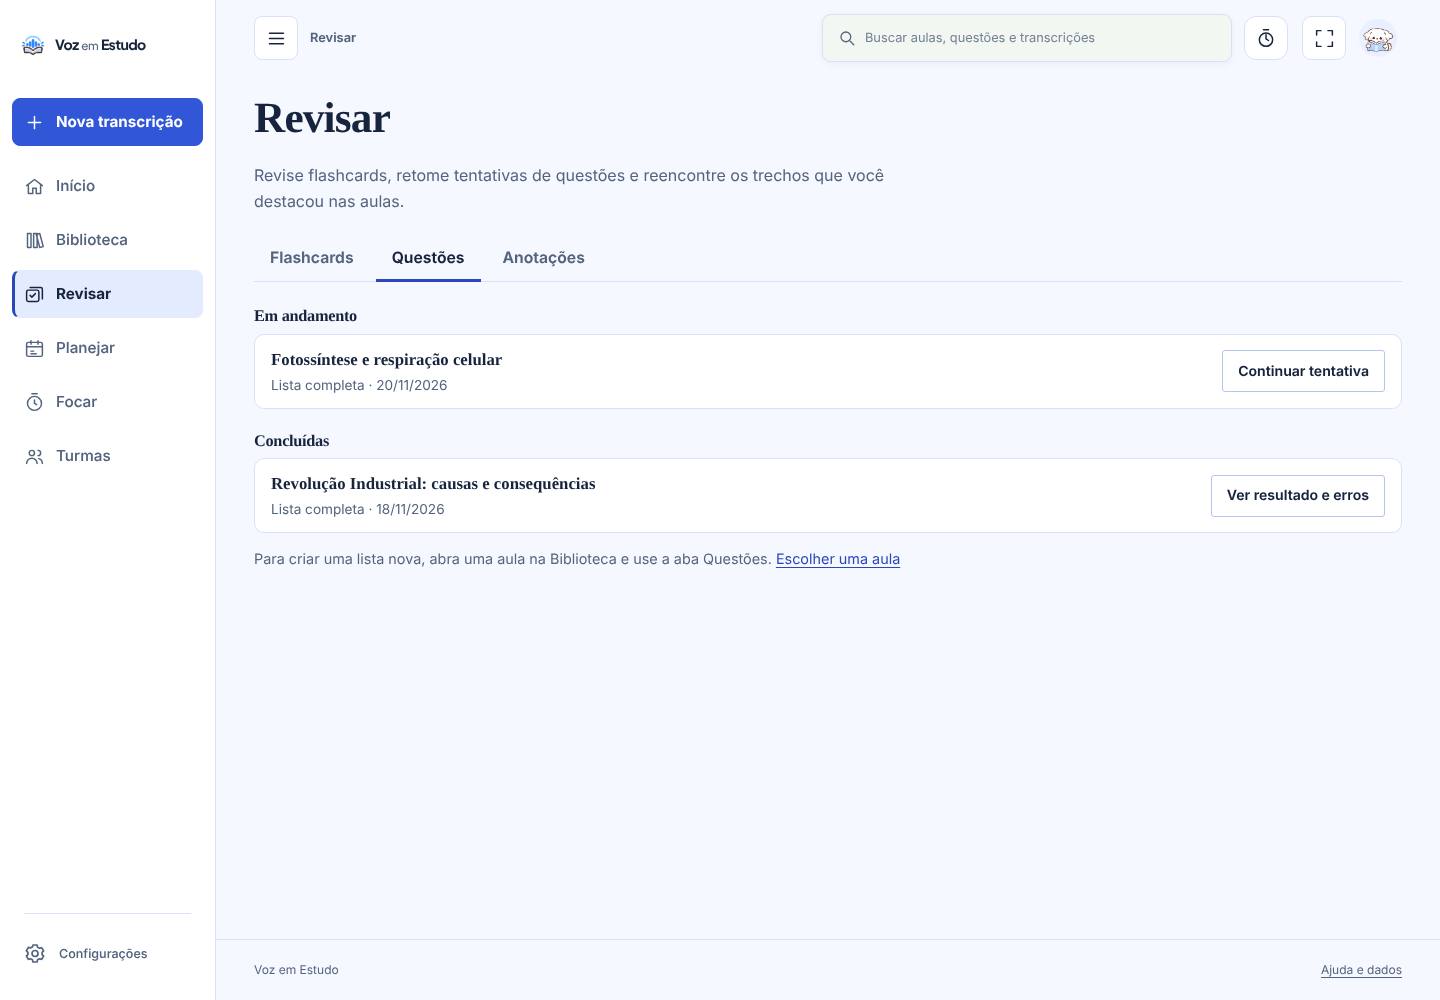 Voz em Estudo
Revisar
Buscar aulas, questões e transcrições
Nova transcrição
Início
Biblioteca
Revisar
Planejar
Focar
Turmas
Configurações
Revisar
Revise flashcards, retome tentativas de questões e reencontre os trechos que você
destacou nas aulas.
Flashcards
Questões
Anotações
Em andamento
Fotossíntese e respiração celular
Lista completa · 20/11/2026
Continuar tentativa
Concluídas
Revolução Industrial: causas e consequências
Lista completa · 18/11/2026
Ver resultado e erros
Para criar uma lista nova, abra uma aula na Biblioteca e use a aba Questões. Escolher uma aula
Voz em Estudo
Ajuda e dados